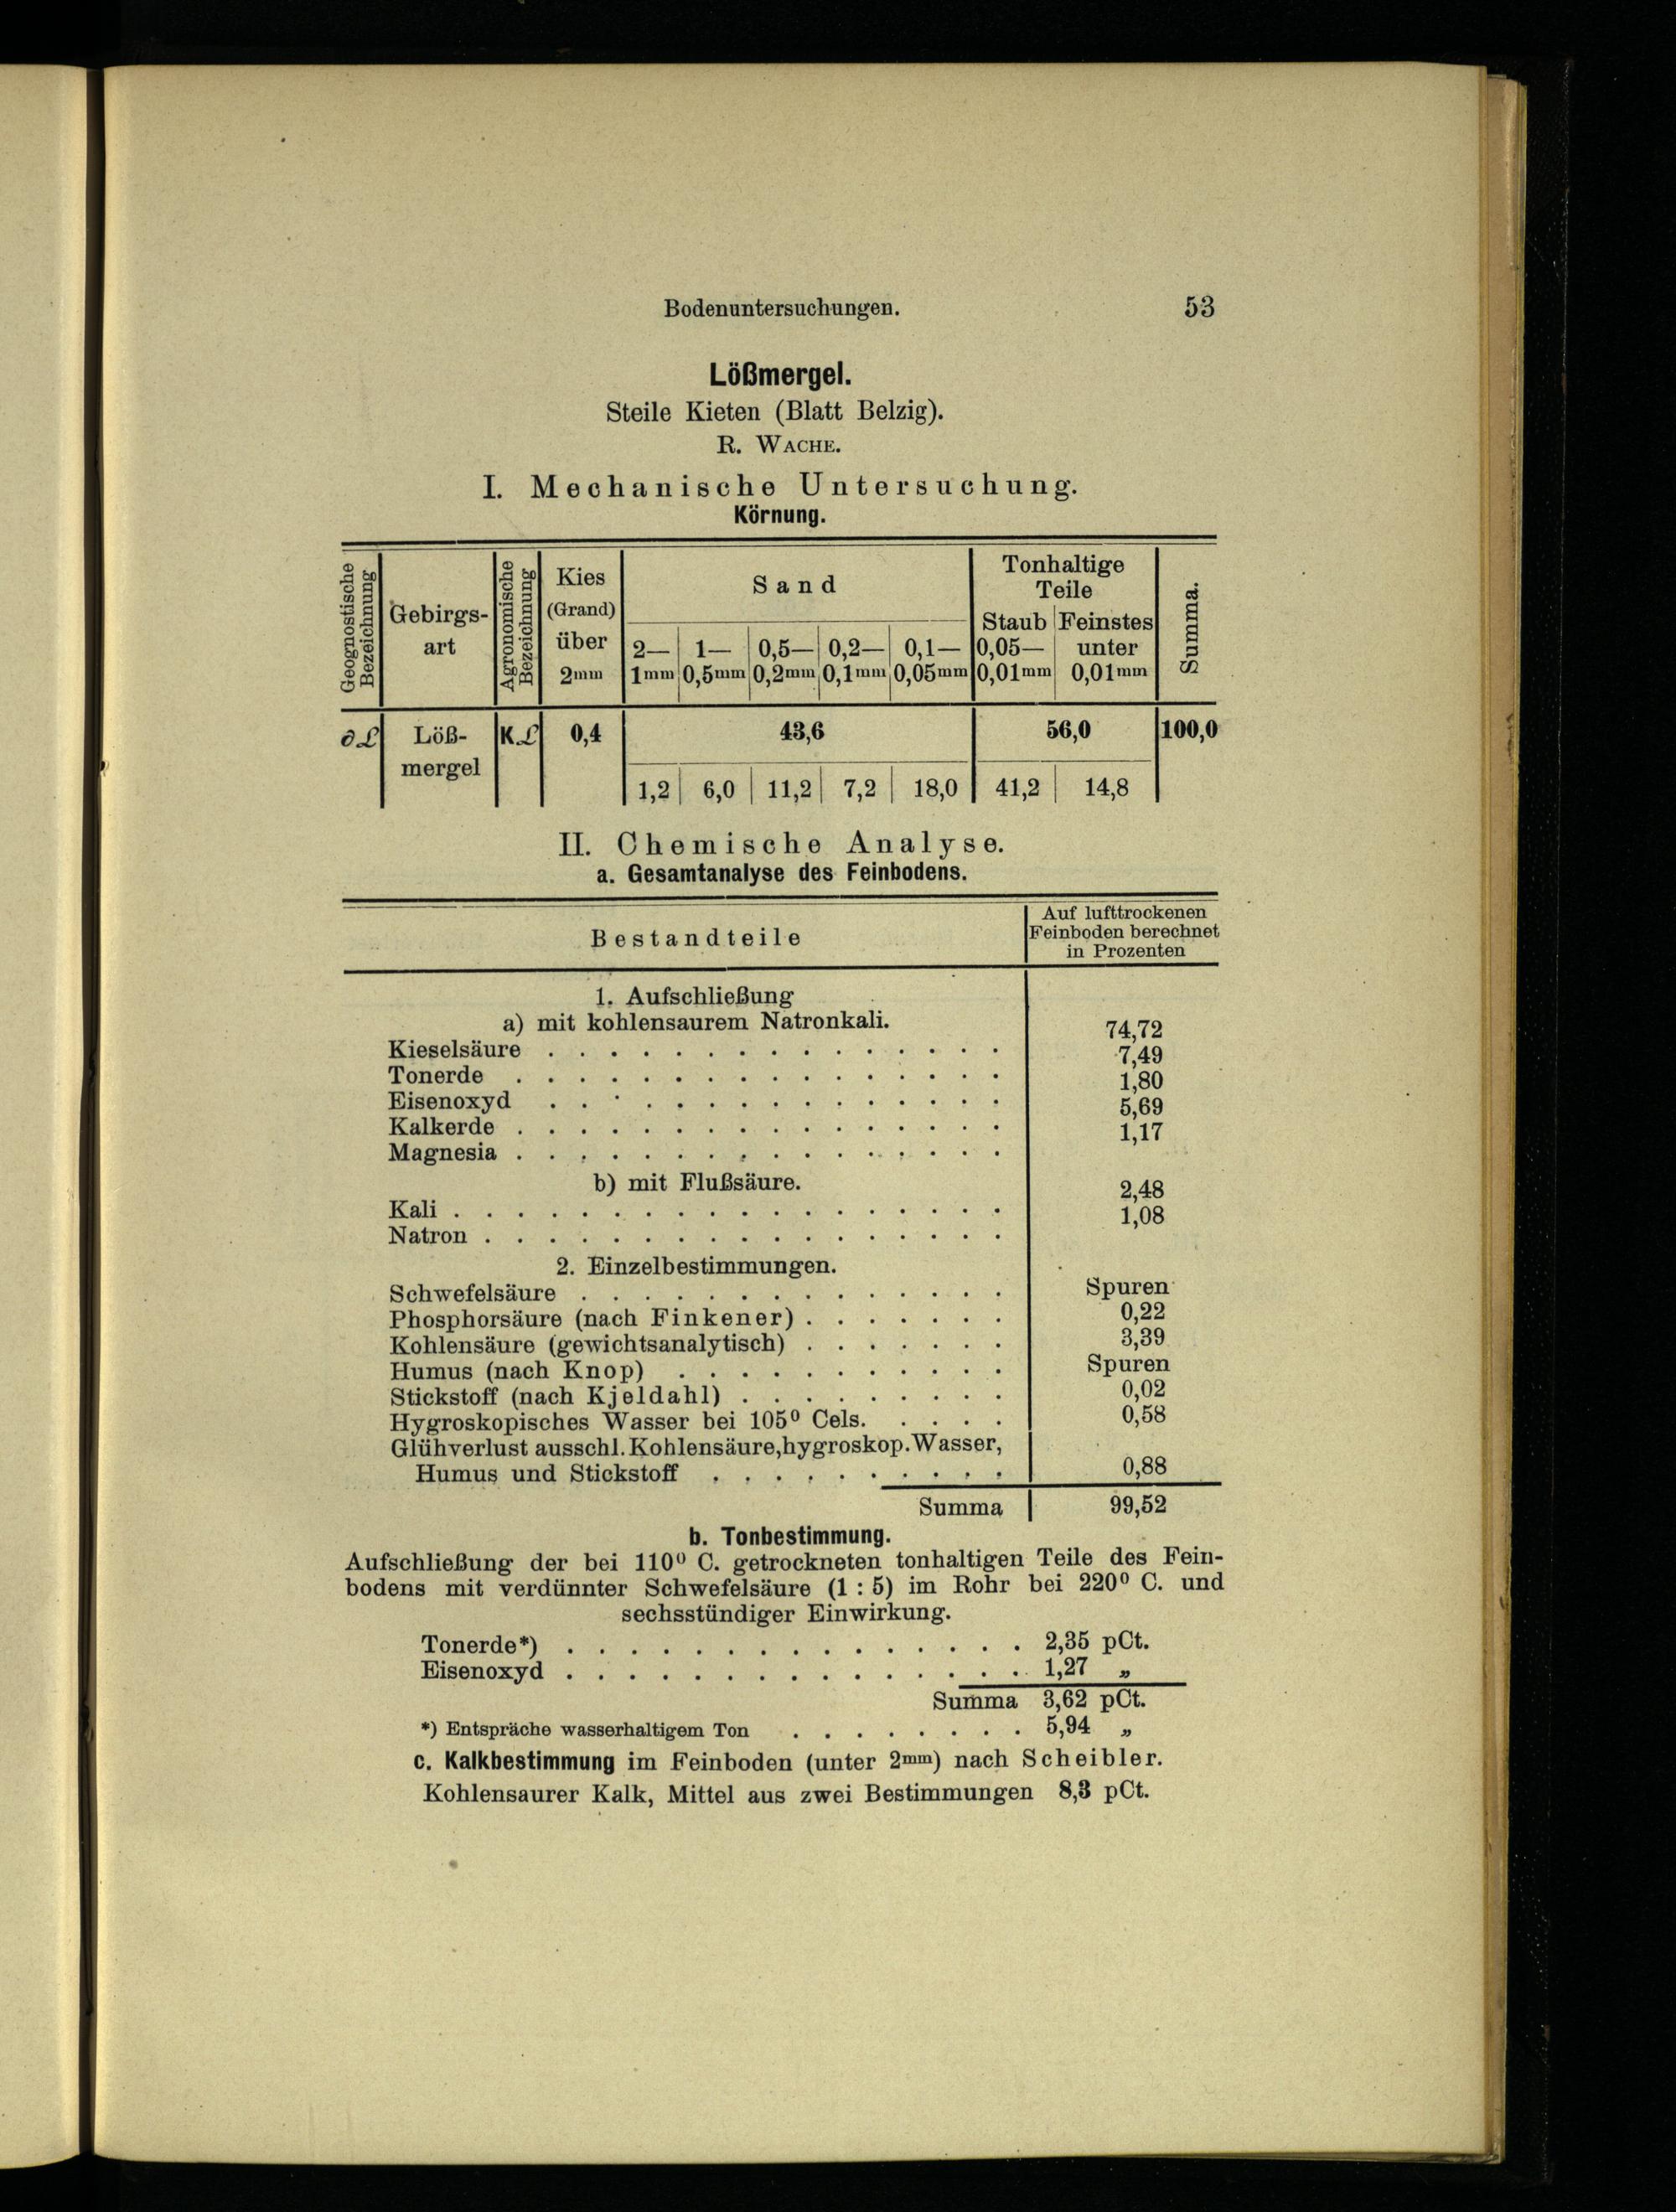 Bodenuntersuchungen. 53
Lößmergel.
Steile Kieten (Blatt Belzig).
R. WACHE.
I. Mechanische Untersuchung.
Körnung.
Geognostische Bezeichnung
Gebirgs-
art
Agronomische Bezeichnung
Kies
(Grand)
über
2mm
Sand
2—
1mm
1—
0,5mm
0,5—
0,2mm
0,2—
0,1mm
0,1—
0,05mm
Tonhaltige
Teile
Staub
0,05—
0,01mm
Feinstes
unter
0,01mm
Summa.
∂L Löß-
mergel
KL 0,4 43,6 56,0 100,0
1,2 6,0 11,2 7,2 18,0 41,2 14,8
II. Chemische Analyse.
a. Gesamtanalyse des Feinbodens.
Bestandteile
Auf lufttrockenen
Feinboden berechnet
in Prozenten
1. Aufschließung
a) mit kohlensaurem Natronkali.
Kieselsäure . . . . . . . . . . . . . . . 74,72
Tonerde . . . . . . . . . . . . . . . . 7,49
Eisenoxyd . . . . . . . . . . . . . . . 1,80
Kalkerde . . . . . . . . . . . . . . . . 5,69
Magnesia . . . . . . . . . . . . . . . . 1,17
b) mit Flußsäure.
Kali . . . . . . . . . . . . . . . . . . 2,48
Natron . . . . . . . . . . . . . . . . . 1,08
2. Einzelbestimmungen.
Schwefelsäure . . . . . . . . . . . . . . Spuren
Phosphorsäure (nach Finkener) . . . . . . . 0,22
Kohlensäure (gewichtsanalytisch) . . . . . . . 3,39
Humus (nach Knop) . . . . . . . . . . . Spuren
Stickstoff (nach Kjeldahl) . . . . . . . . . 0,02
Hygroskopisches Wasser bei 105⁰ Cels. . . . . 0,58
Glühverlust ausschl. Kohlensäure, hygroskop. Wasser,
Humus und Stickstoff . . . . . . . . . . 0,88
Summa 99,52
b. Tonbestimmung.
Aufschließung der bei 110⁰ C. getrockneten tonhaltigen Teile des Fein-
bodens mit verdünnter Schwefelsäure (1 : 5) im Rohr bei 220⁰ C. und
sechsstündiger Einwirkung.
Tonerde*) . . . . . . . . . . . . . . . 2,35 pCt.
Eisenoxyd . . . . . . . . . . . . . . . 1,27 „
Summa 3,62 pCt.
*) Entspräche wasserhaltigem Ton . . . . . . . . 5,94 „
c. Kalkbestimmung im Feinboden (unter 2mm) nach Scheibler.
Kohlensaurer Kalk, Mittel aus zwei Bestimmungen 8,3 pCt.